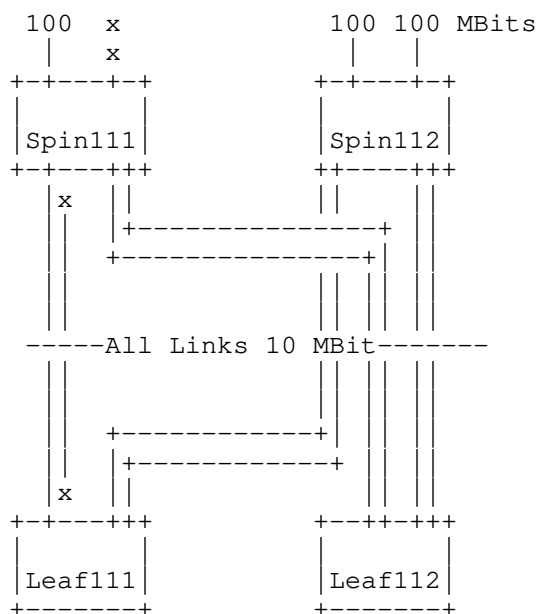 100 x 100 100 MBits
x
Spin111 Spin112
x
All Links 10 MBit
x
Leaf111 Leaf112